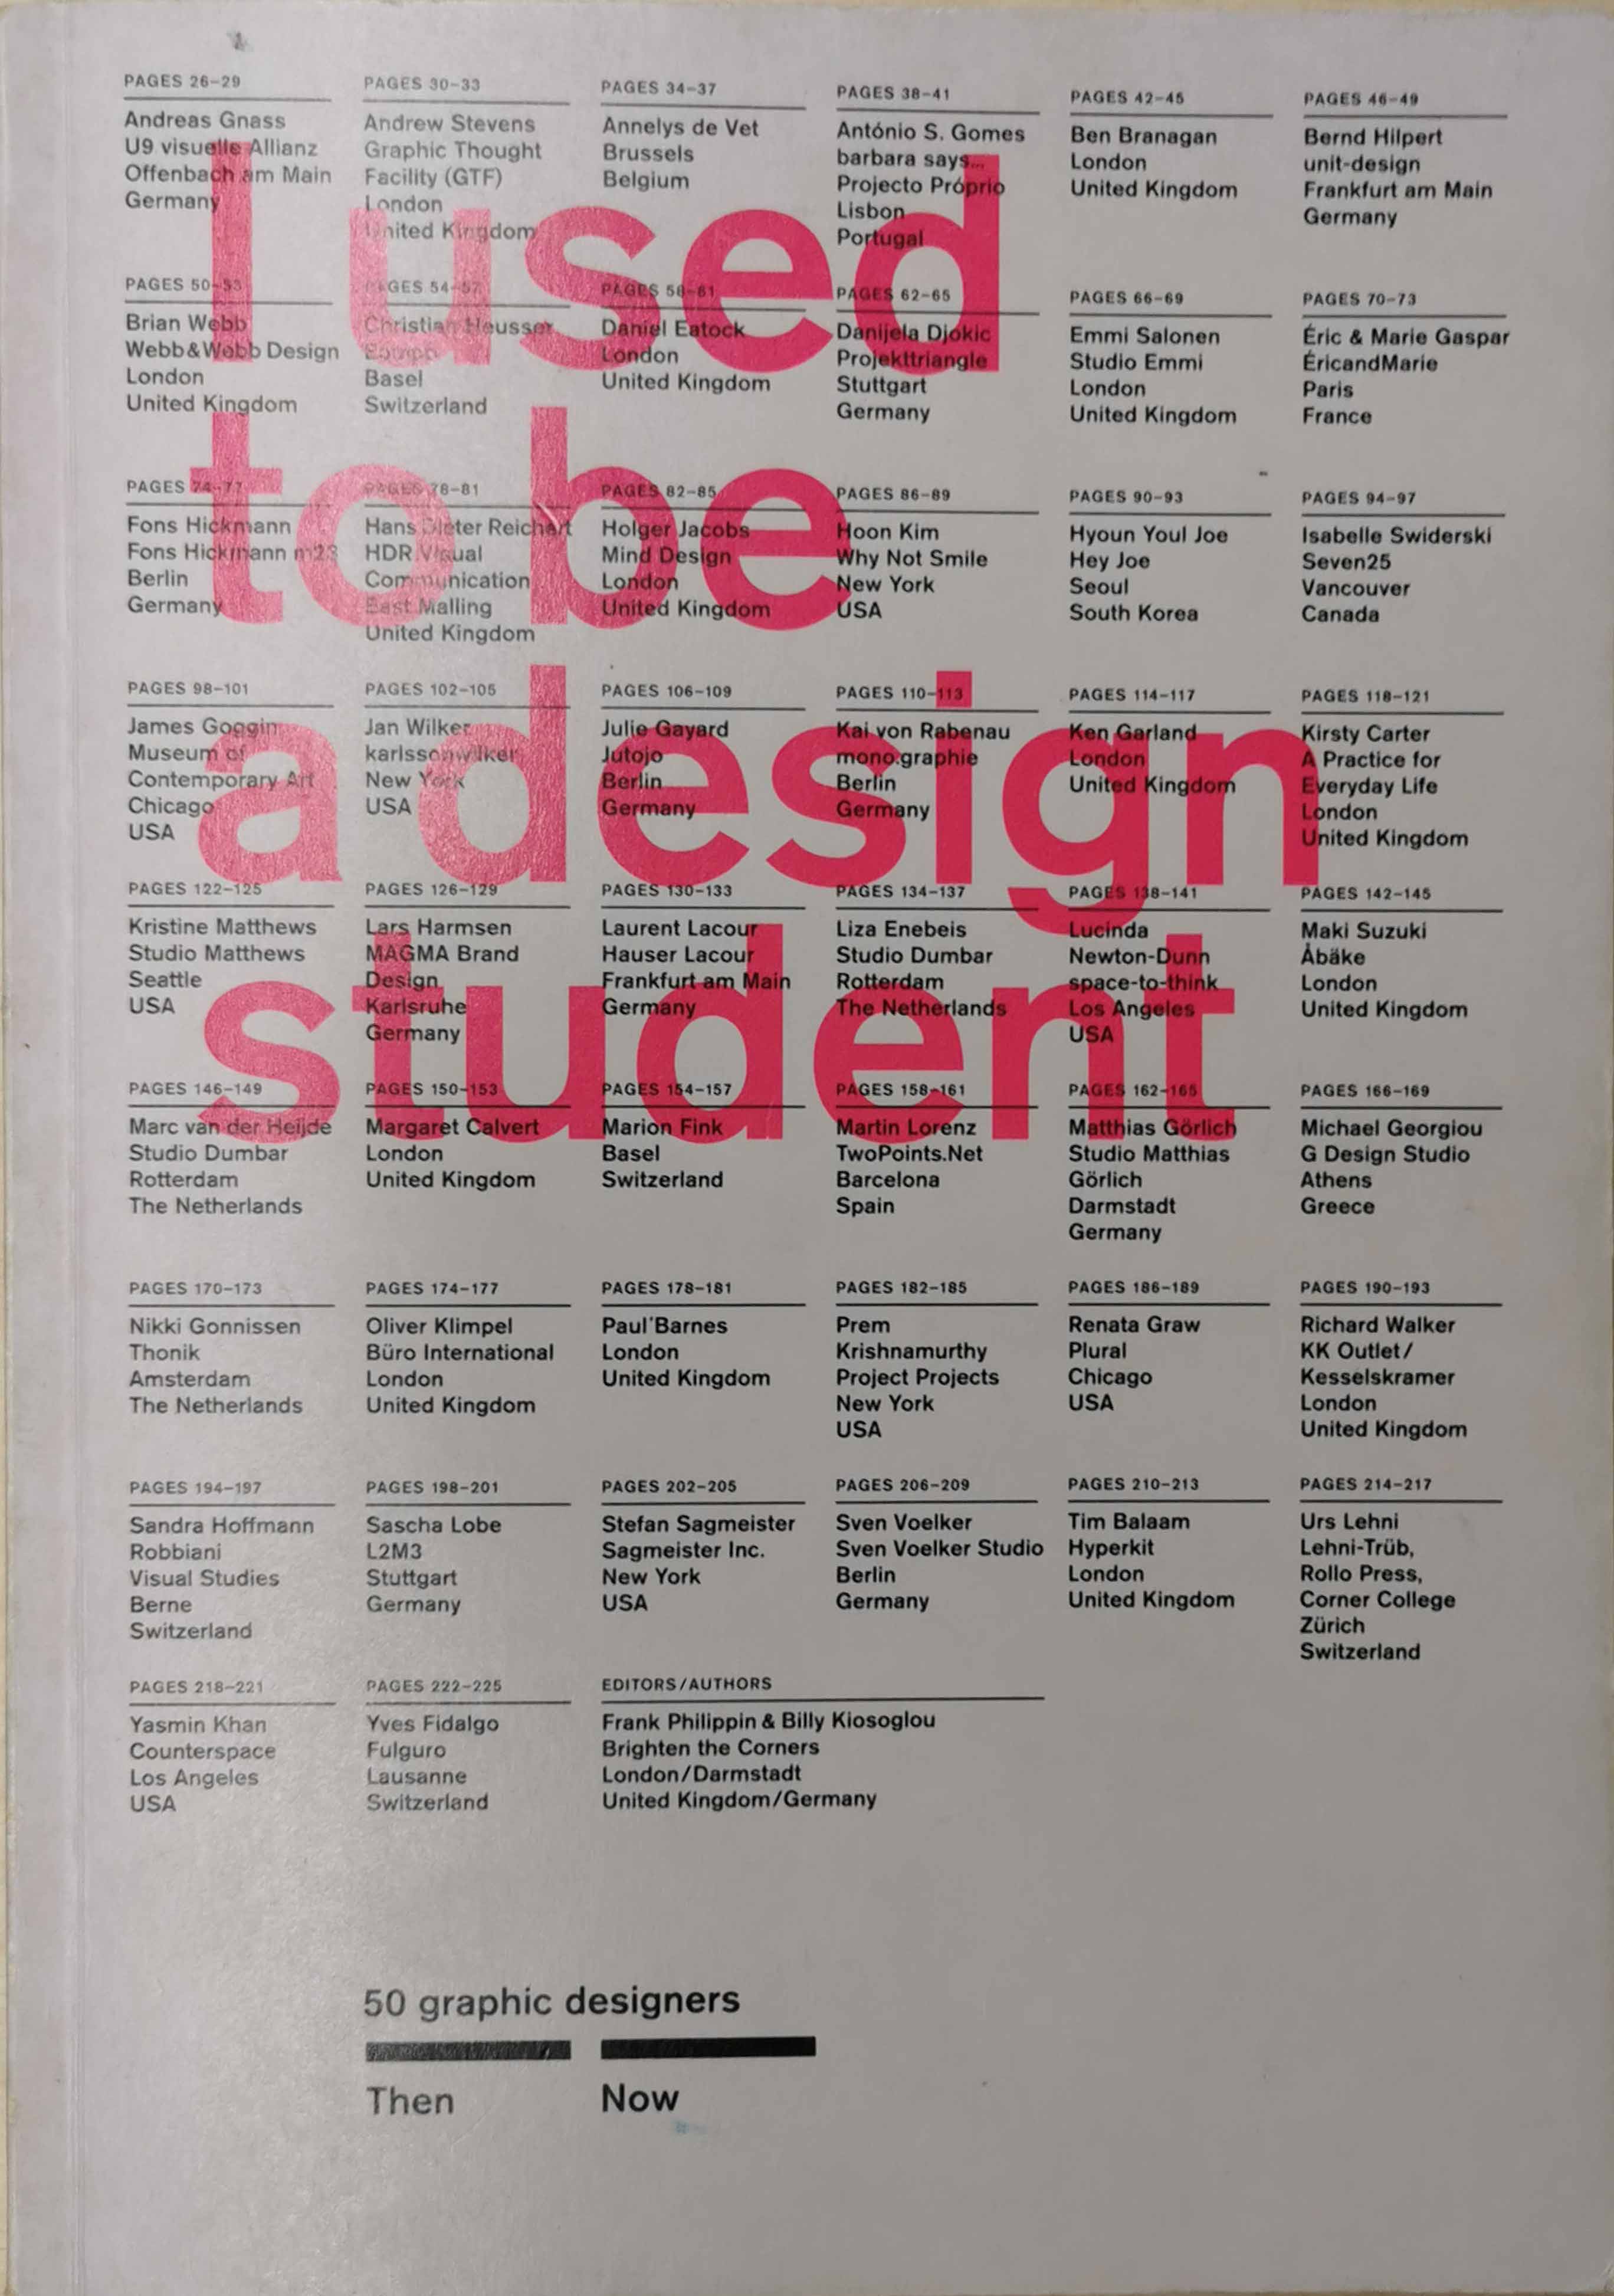 I used
to be
a design
student
PAGES 26–29
Andreas Gnass
U9 visuelle Allianz
Offenbach am Main
Germany
PAGES 30–33
Andrew Stevens
Graphic Thought
Facility (GTF)
London
United Kingdom
PAGES 34–37
Annelys de Vet
Brussels
Belgium
PAGES 38–41
António S. Gomes
barbara says...
Projecto Próprio
Lisbon
Portugal
PAGES 42–45
Ben Branagan
London
United Kingdom
PAGES 46–49
Bernd Hilpert
unit-design
Frankfurt am Main
Germany
PAGES 50–53
Brian Webb
Webb&Webb Design
London
United Kingdom
PAGES 54–57
Christian Heusser
Equipo
Basel
Switzerland
PAGES 58–61
Daniel Eatock
London
United Kingdom
PAGES 62–65
Danijela Djokic
Projekttriangle
Stuttgart
Germany
PAGES 66–69
Emmi Salonen
Studio Emmi
London
United Kingdom
PAGES 70–73
Éric & Marie Gaspar
ÉricandMarie
Paris
France
PAGES 74–77
Fons Hickmann
Fons Hickmann m23
Berlin
Germany
PAGES 78–81
Hans Dieter Reichert
HDR Visual
Communication
East Malling
United Kingdom
PAGES 82–85
Holger Jacobs
Mind Design
London
United Kingdom
PAGES 86–89
Hoon Kim
Why Not Smile
New York
USA
PAGES 90–93
Hyoun Youl Joe
Hey Joe
Seoul
South Korea
PAGES 94–97
Isabelle Swiderski
Seven25
Vancouver
Canada
PAGES 98–101
James Goggin
Museum of
Contemporary Art
Chicago
USA
PAGES 102–105
Jan Wilker
karlssonwilker
New York
USA
PAGES 106–109
Julie Gayard
Jutojo
Berlin
Germany
PAGES 110–113
Kai von Rabenau
mono.graphie
Berlin
Germany
PAGES 114–117
Ken Garland
London
United Kingdom
PAGES 118–121
Kirsty Carter
A Practice for
Everyday Life
London
United Kingdom
PAGES 122–125
Kristine Matthews
Studio Matthews
Seattle
USA
PAGES 126–129
Lars Harmsen
MAGMA Brand
Design
Karlsruhe
Germany
PAGES 130–133
Laurent Lacour
Hauser Lacour
Frankfurt am Main
Germany
PAGES 134–137
Liza Enebeis
Studio Dumbar
Rotterdam
The Netherlands
PAGES 138–141
Lucinda
Newton-Dunn
space-to-think
Los Angeles
USA
PAGES 142–145
Maki Suzuki
Åbäke
London
United Kingdom
PAGES 146–149
Marc van der Heijde
Studio Dumbar
Rotterdam
The Netherlands
PAGES 150–153
Margaret Calvert
London
United Kingdom
PAGES 154–157
Marion Fink
Basel
Switzerland
PAGES 158–161
Martin Lorenz
TwoPoints.Net
Barcelona
Spain
PAGES 162–165
Matthias Görlich
Studio Matthias
Görlich
Darmstadt
Germany
PAGES 166–169
Michael Georgiou
G Design Studio
Athens
Greece
PAGES 170–173
Nikki Gonnissen
Thonik
Amsterdam
The Netherlands
PAGES 174–177
Oliver Klimpel
Büro International
London
United Kingdom
PAGES 178–181
Paul Barnes
London
United Kingdom
PAGES 182–185
Prem
Krishnamurthy
Project Projects
New York
USA
PAGES 186–189
Renata Graw
Plural
Chicago
USA
PAGES 190–193
Richard Walker
KK Outlet/
Kesselskramer
London
United Kingdom
PAGES 194–197
Sandra Hoffmann
Robbiani
Visual Studies
Berne
Switzerland
PAGES 198–201
Sascha Lobe
L2M3
Stuttgart
Germany
PAGES 202–205
Stefan Sagmeister
Sagmeister Inc.
New York
USA
PAGES 206–209
Sven Voelker
Sven Voelker Studio
Berlin
Germany
PAGES 210–213
Tim Balaam
Hyperkit
London
United Kingdom
PAGES 214–217
Urs Lehni
Lehni-Trüb,
Rollo Press,
Corner College
Zürich
Switzerland
PAGES 218–221
Yasmin Khan
Counterspace
Los Angeles
USA
PAGES 222–225
Yves Fidalgo
Fulguro
Lausanne
Switzerland
EDITORS/AUTHORS
Frank Philippin & Billy Kiosoglou
Brighten the Corners
London/Darmstadt
United Kingdom/Germany
50 graphic designers
Then
Now